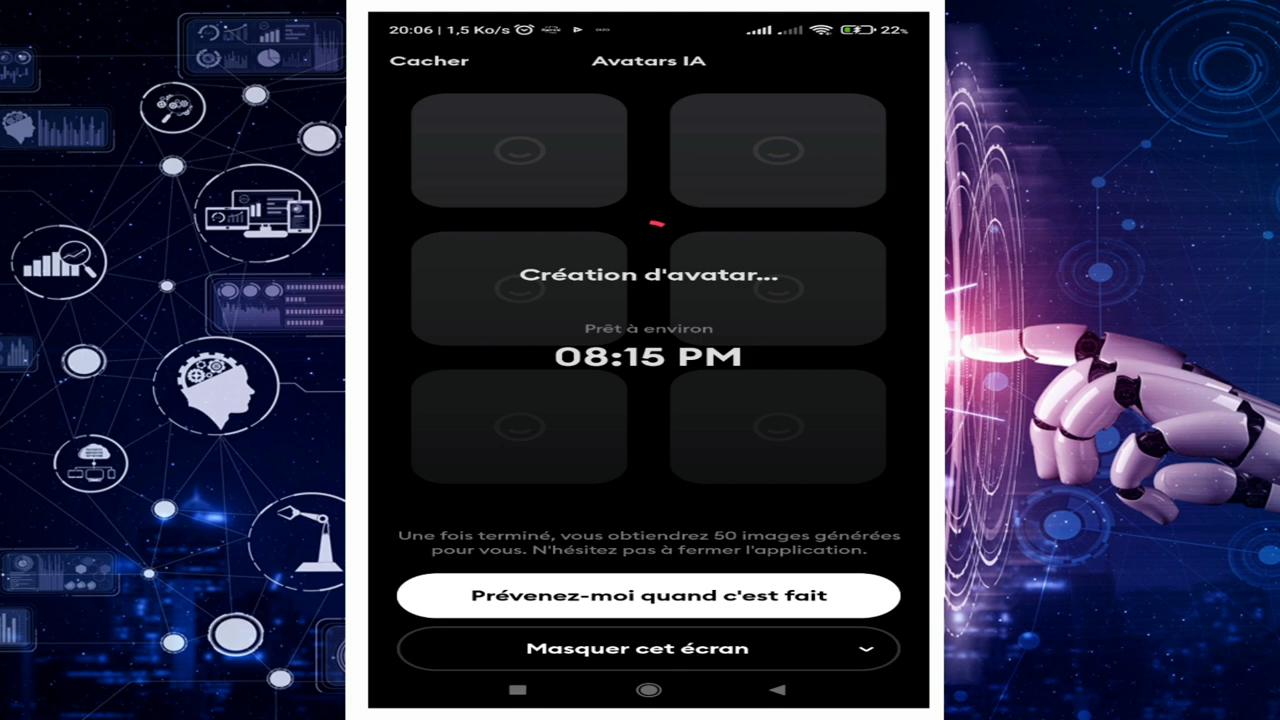 20:06 | 1,5 Ko/s 22%
Cacher
Avatars IA
Création d'avatar...
Prêt à environ
08:15 PM
Une fois terminé, vous obtiendrez 50 images générées
pour vous. N'hésitez pas à fermer l'application.
Prévenez-moi quand c'est fait
Masquer cet écran